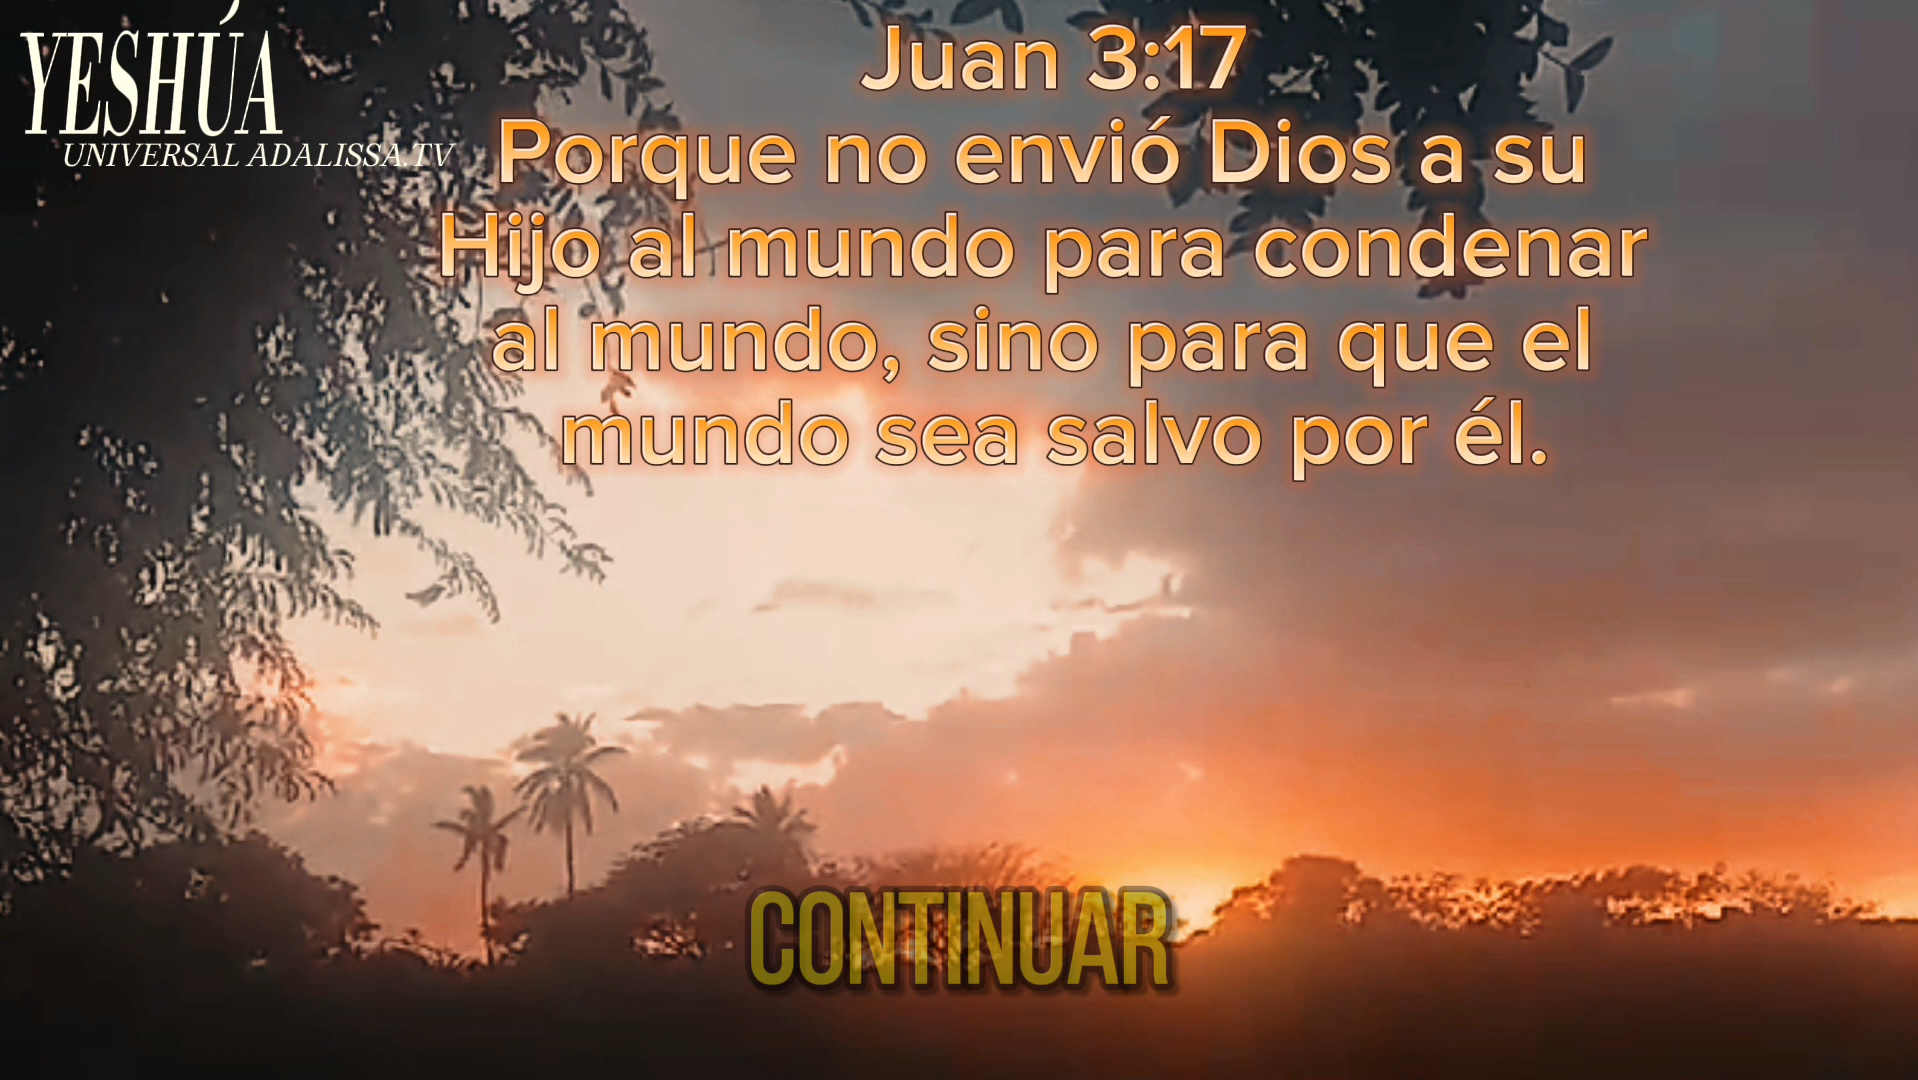 YESHÚA
UNIVERSAL ADALISSA.TV
Juan 3:17
Porque no envió Dios a su
Hijo al mundo para condenar
al mundo, sino para que el
mundo sea salvo por él.
CONTINUAR